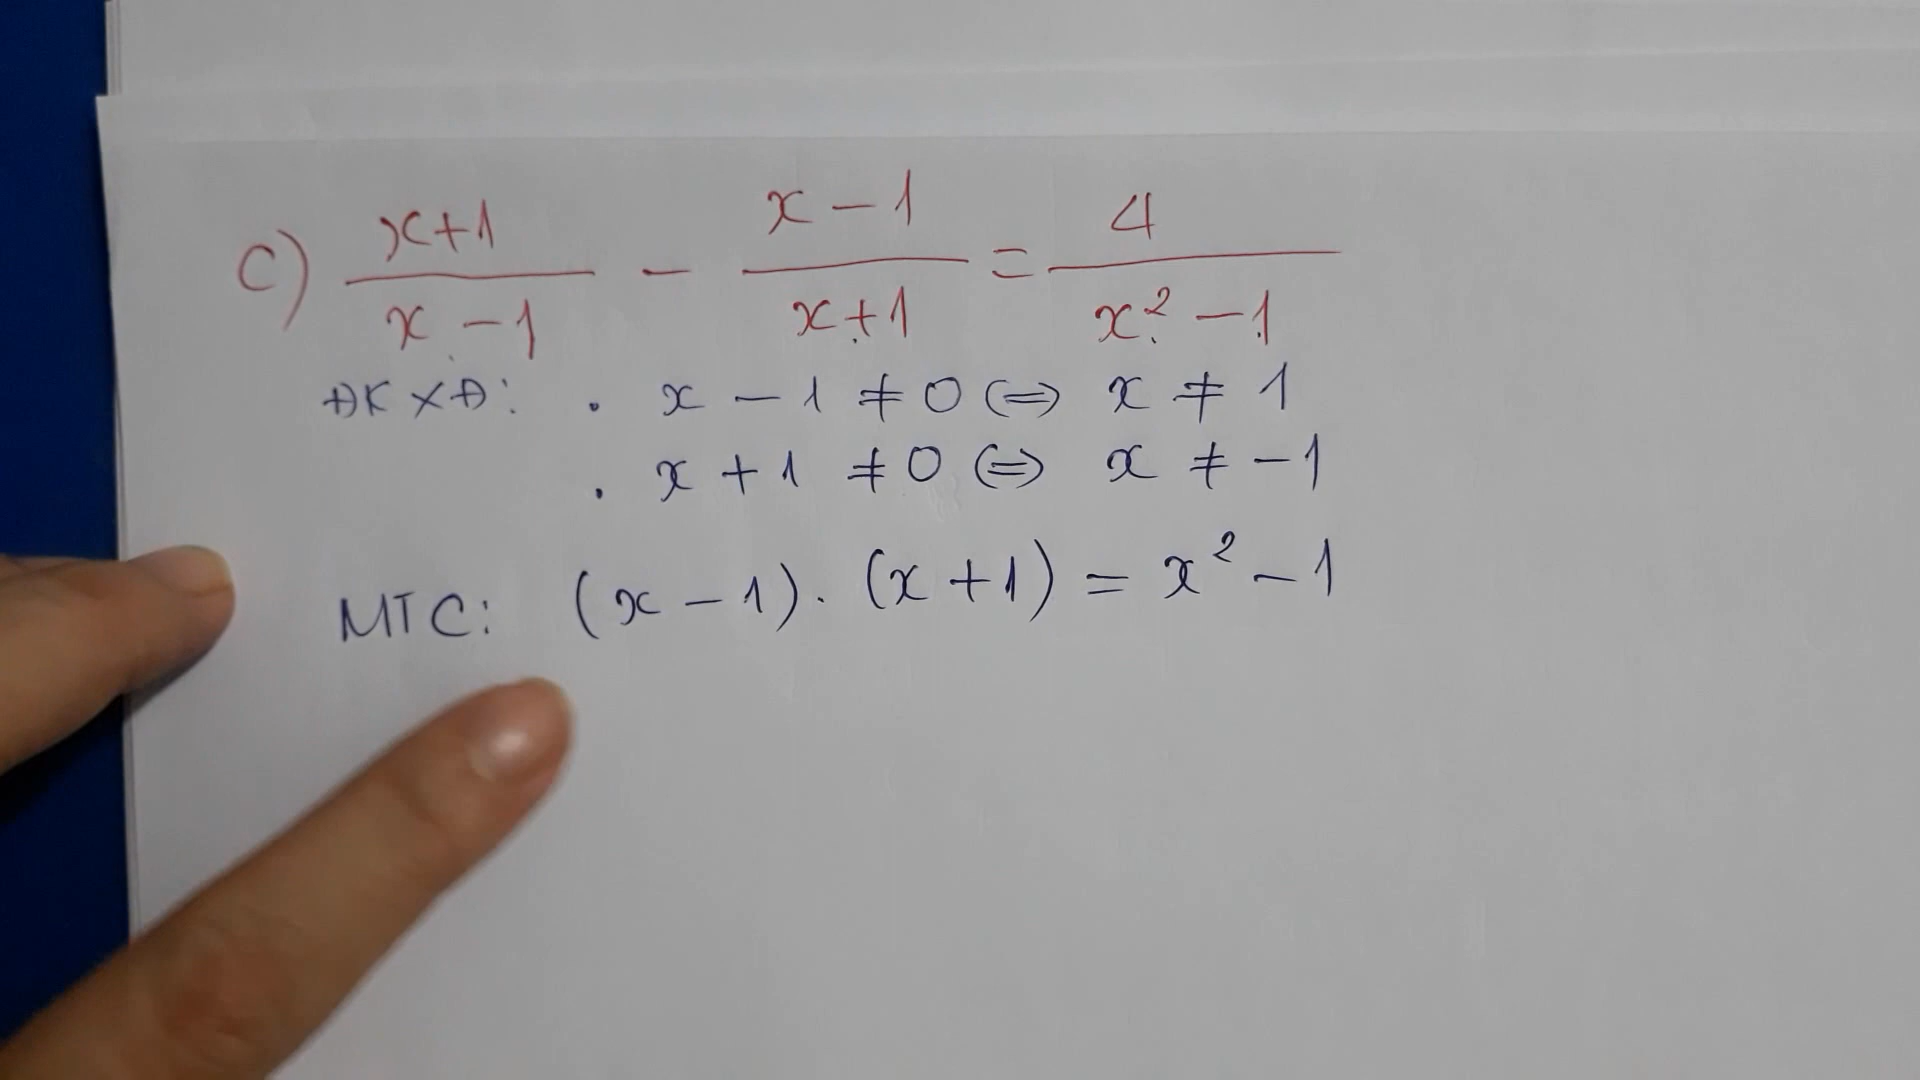 c) x+1/x-1 - x-1/x+1 = 4/x²-1
ĐKXĐ: . x - 1 ≠ 0 <=> x ≠ 1
. x + 1 ≠ 0 <=> x ≠ -1
MTC: (x - 1) . (x + 1) = x² - 1